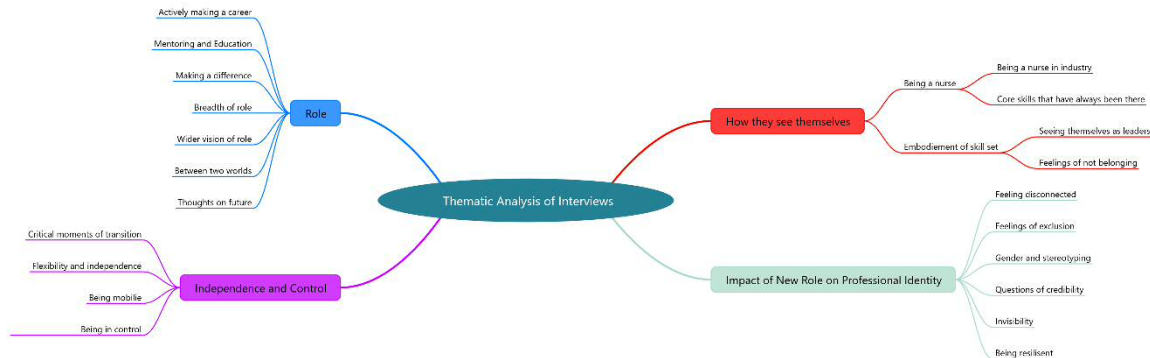 Actively making a career
Mentoring and Education
Making a difference
Breadth of role
Wider vision of role
Between two worlds
Thoughts on future
Role
Critical moments of transition
Flexibility and independence
Being mobilie
Being in control
Independence and Control
Thematic Analysis of Interviews
How they see themselves
Being a nurse
Being a nurse in industry
Core skills that have always been there
Embodiement of skill set
Seeing themselves as leaders
Feelings of not belonging
Impact of New Role on Professional Identity
Feeling disconnected
Feelings of exclusion
Gender and stereotyping
Questions of credibility
Invisibility
Being resilisent